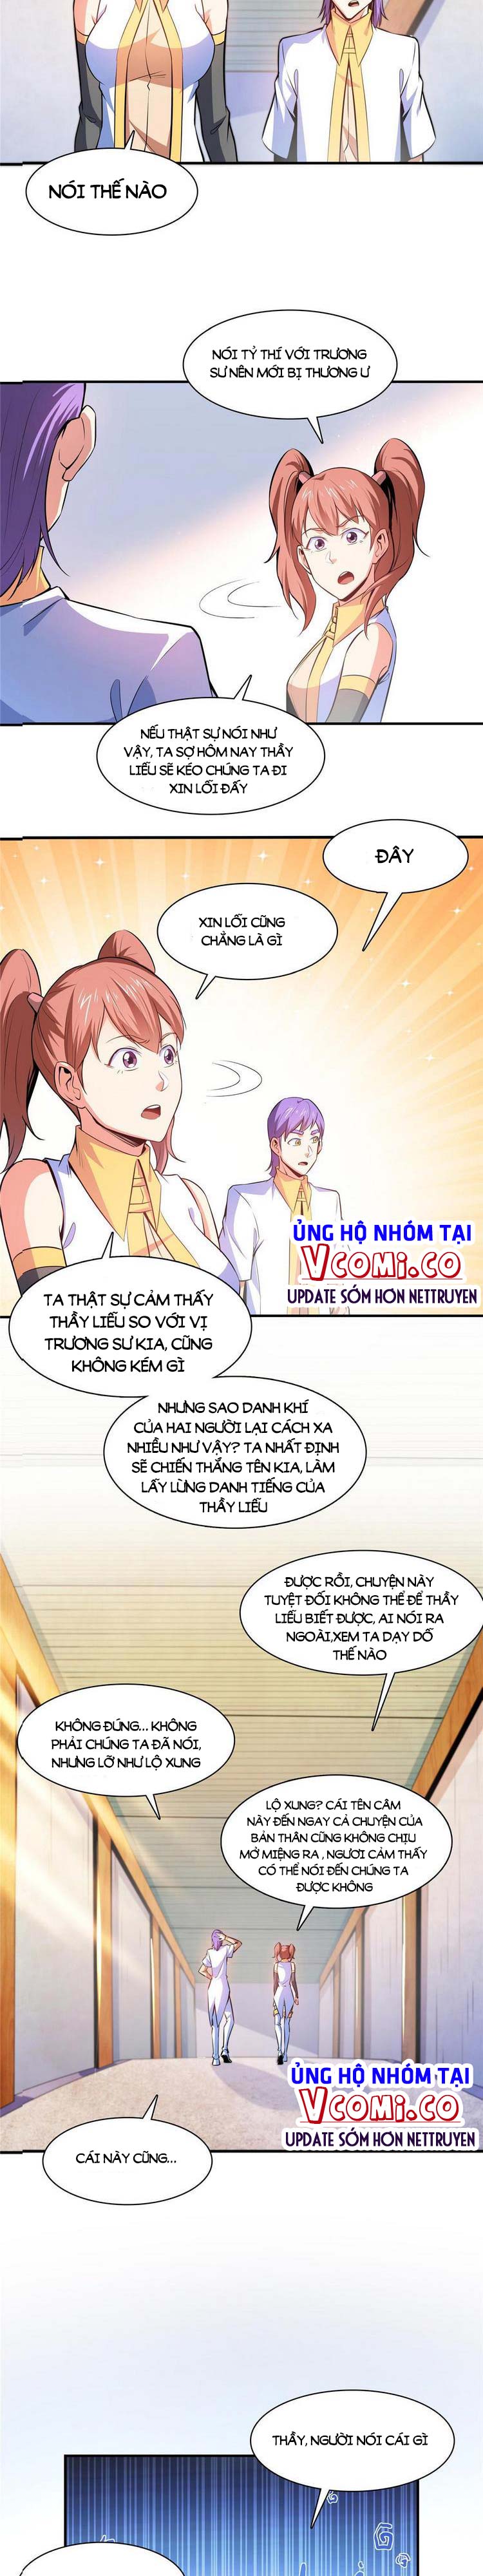 NÓI THẾ NÀO
NÓI TỶ THÍ VỚI TRƯƠNG
SƯ NÊN MỚI BỊ THƯƠNG Ư
NẾU THẬT SỰ NÓI NHƯ
VẬY, TA SỢ HÔM NAY THẦY
LIỄU SẼ KÉO CHÚNG TA ĐI
XIN LỖI ĐẤY
ĐÂY
XIN LỖI CŨNG
CHẲNG LÀ GÌ
ỦNG HỘ NHÓM TẠI
VCOMI.CO
UPDATE SỚM HƠN NETTRUYEN
TA THẬT SỰ CẢM THẤY
THẦY LIỄU SO VỚI VỊ
TRƯƠNG SƯ KIA, CŨNG
KHÔNG KÉM GÌ
NHƯNG SAO DANH KHÍ
CỦA HAI NGƯỜI LẠI CÁCH XA
NHIỀU NHƯ VẬY? TA NHẤT ĐỊNH
SẼ CHIẾN THẮNG TÊN KIA, LÀM
LẤY LỪNG DANH TIẾNG CỦA
THẦY LIỄU
ĐƯỢC RỒI, CHUYỆN NÀY
TUYỆT ĐỐI KHÔNG THỂ ĐỂ THẦY
LIỄU BIẾT ĐƯỢC, AI NÓI RA
NGOÀI,XEM TA DẠY DỖ
THẾ NÀO
KHÔNG ĐÚNG... KHÔNG
PHẢI CHÚNG TA ĐÃ NÓI,
NHƯNG LỠ NHƯ LỘ XUNG
LỘ XUNG? CÁI TÊN CÂM
NÀY ĐẾN NGAY CẢ CHUYỆN CỦA
BẢN THÂN CŨNG KHÔNG CHỊU
MỞ MIỆNG RA , NGƯƠI CẢM THẤY
CÓ THỂ NÓI ĐẾN CHÚNG TA
ĐƯỢC KHÔNG
ỦNG HỘ NHÓM TẠI
VCOMI.CO
UPDATE SỚM HƠN NETTRUYEN
CÁI NÀY CŨNG...
THẦY, NGƯỜI NÓI CÁI GÌ